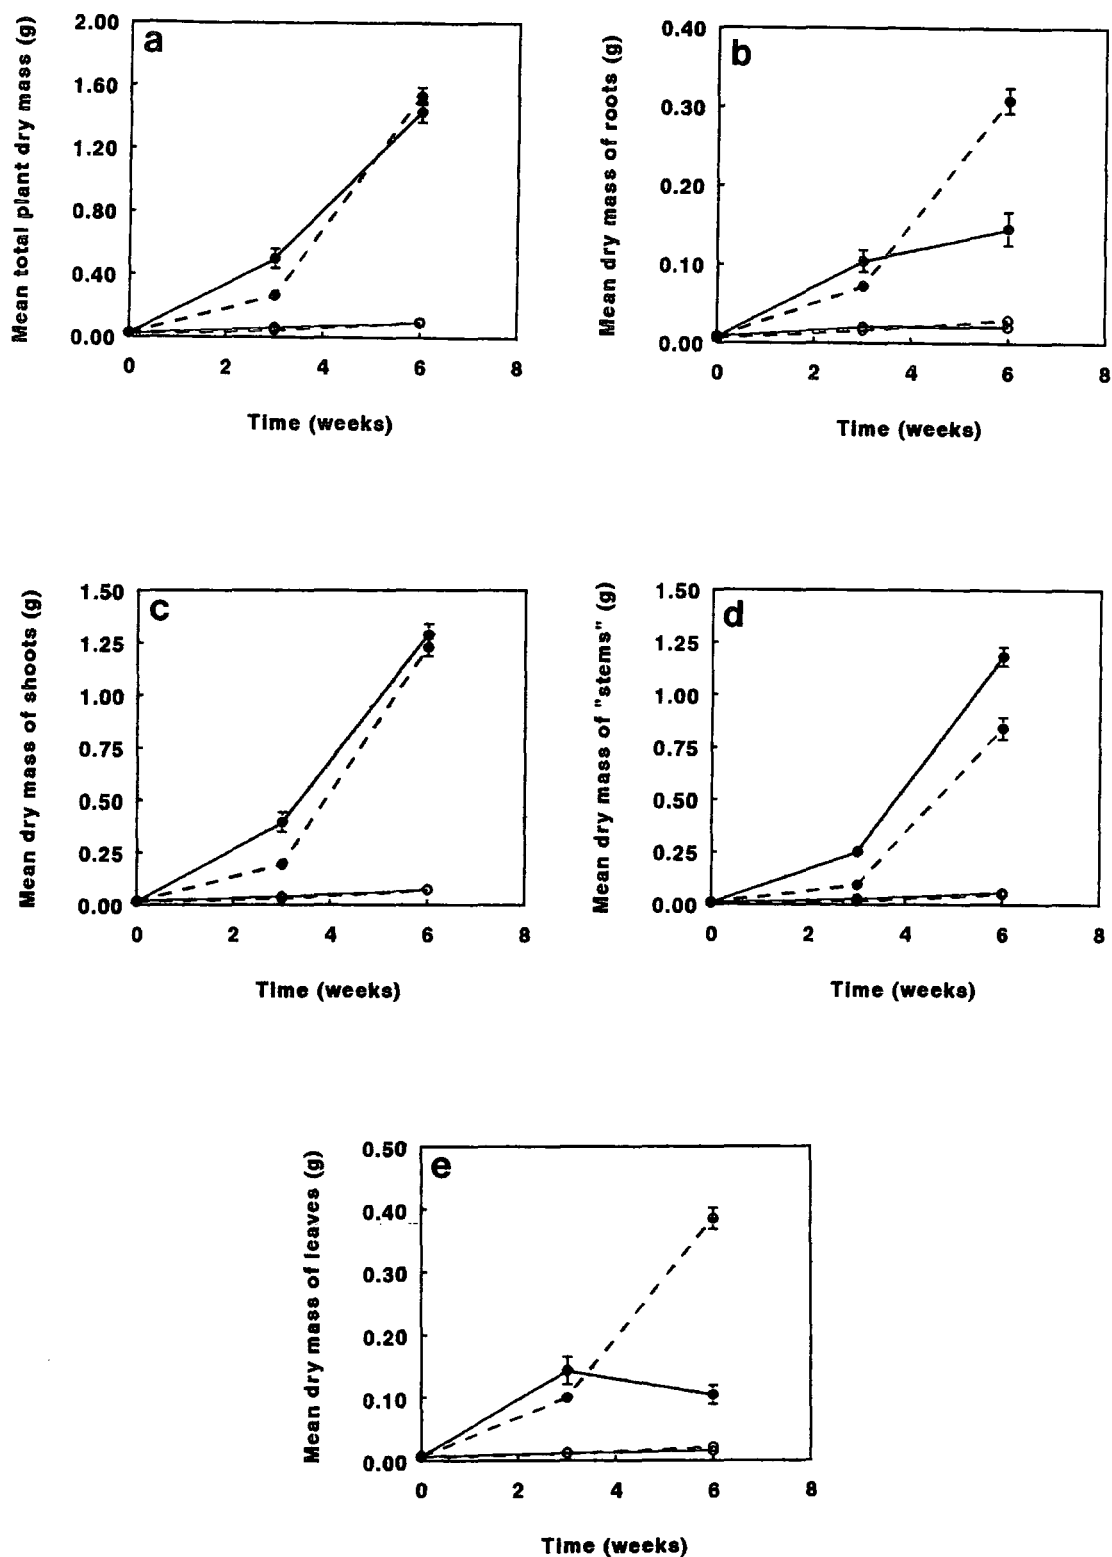 a
Mean total plant dry mass (g)
2.00
1.60
1.20
0.80
0.40
0.00
0 2 4 6 8
Time (weeks)
b
Mean dry mass of roots (g)
0.40
0.30
0.20
0.10
0.00
0 2 4 6 8
Time (weeks)
c
Mean dry mass of shoots (g)
1.50
1.25
1.00
0.75
0.50
0.25
0.00
0 2 4 6 8
Time (weeks)
d
Mean dry mass of "stems" (g)
1.50
1.25
1.00
0.75
0.50
0.25
0.00
0 2 4 6 8
Time (weeks)
e
Mean dry mass of leaves (g)
0.50
0.40
0.30
0.20
0.10
0.00
0 2 4 6 8
Time (weeks)